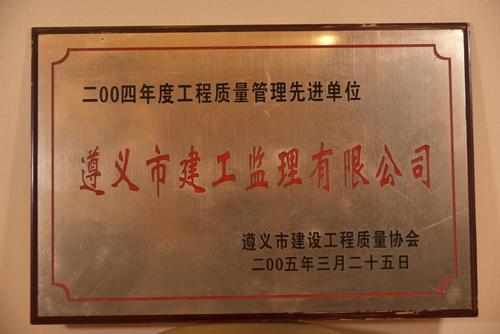 二00四年度工程质量管理先进单位
遵义市建工监理有限公司
遵义市建设工程质量协会
二00五年三月二十五日